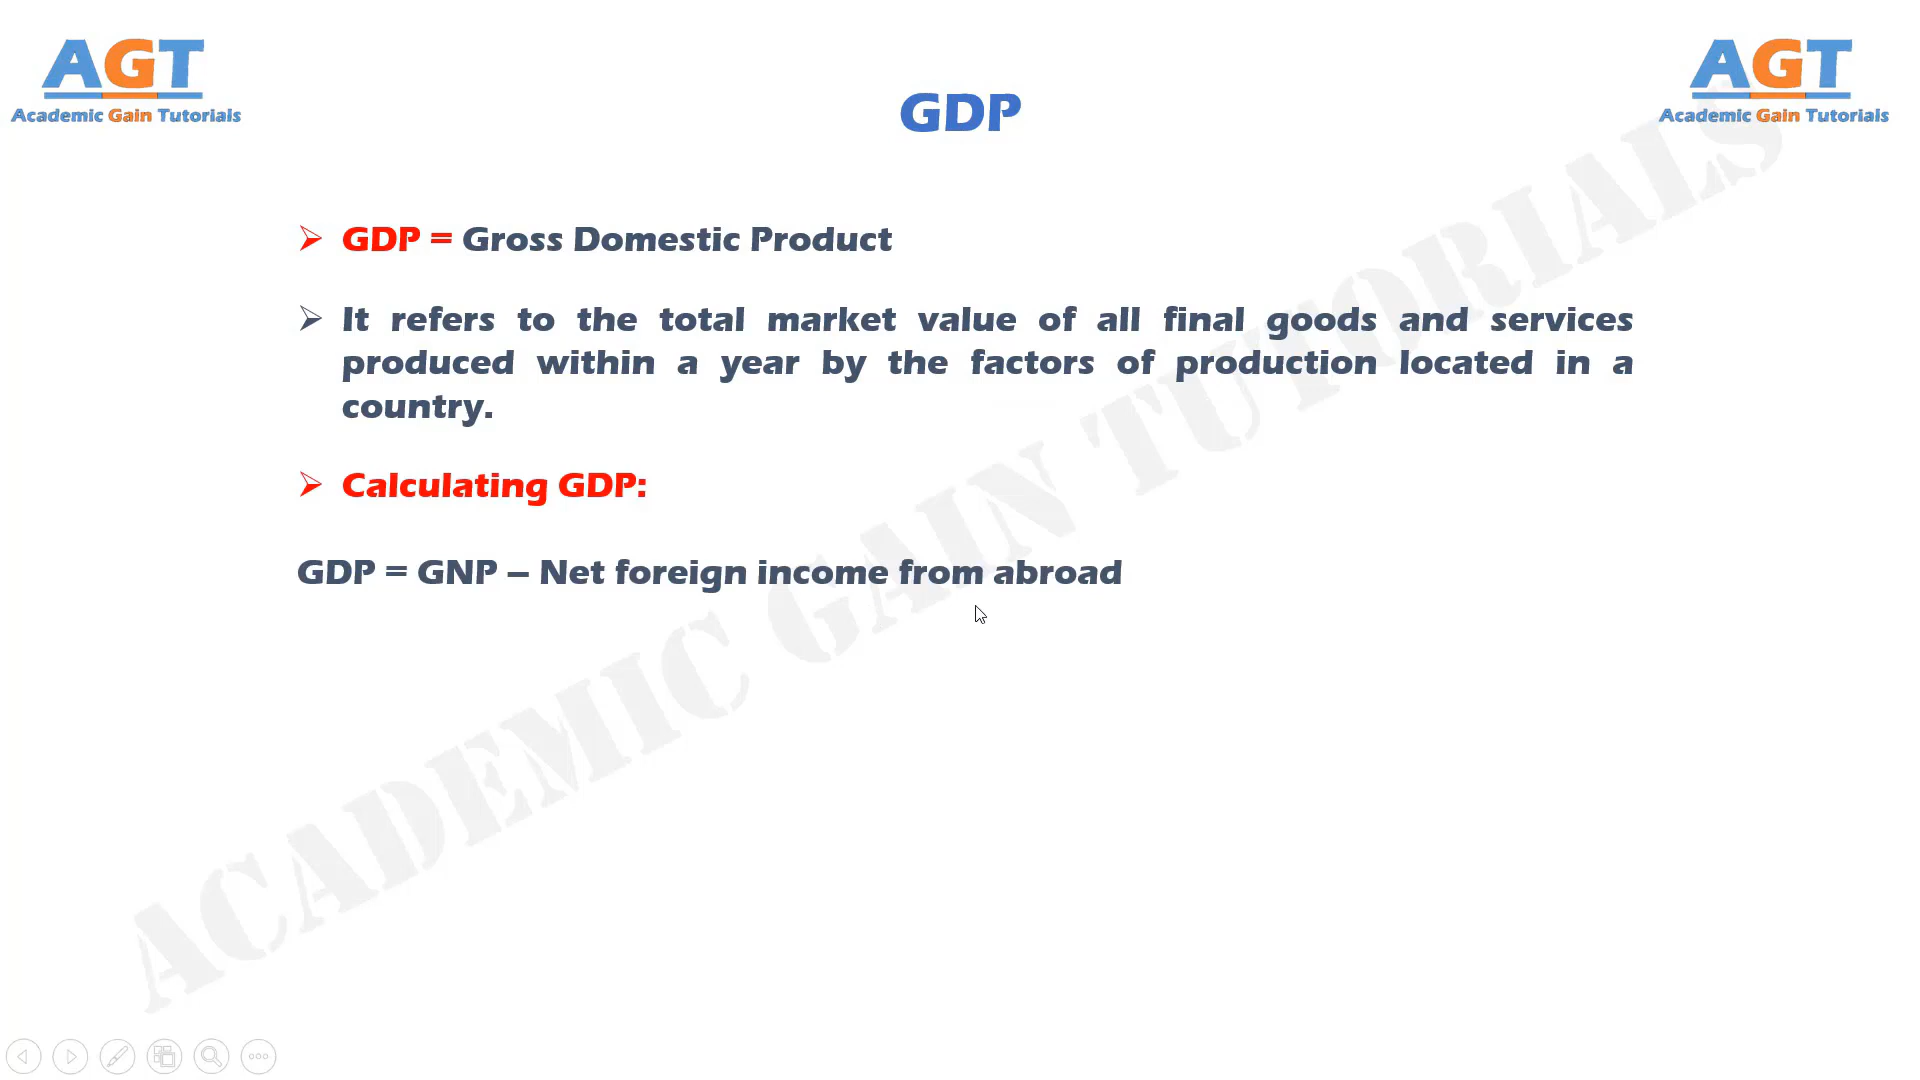 AGT
Academic Gain Tutorials
AGT
Academic Gain Tutorials
GDP
GDP = Gross Domestic Product
It refers to the total market value of all final goods and services
produced within a year by the factors of production located in a
country.
Calculating GDP:
GDP = GNP – Net foreign income from abroad
ACADEMIC GAIN TUTORIALS